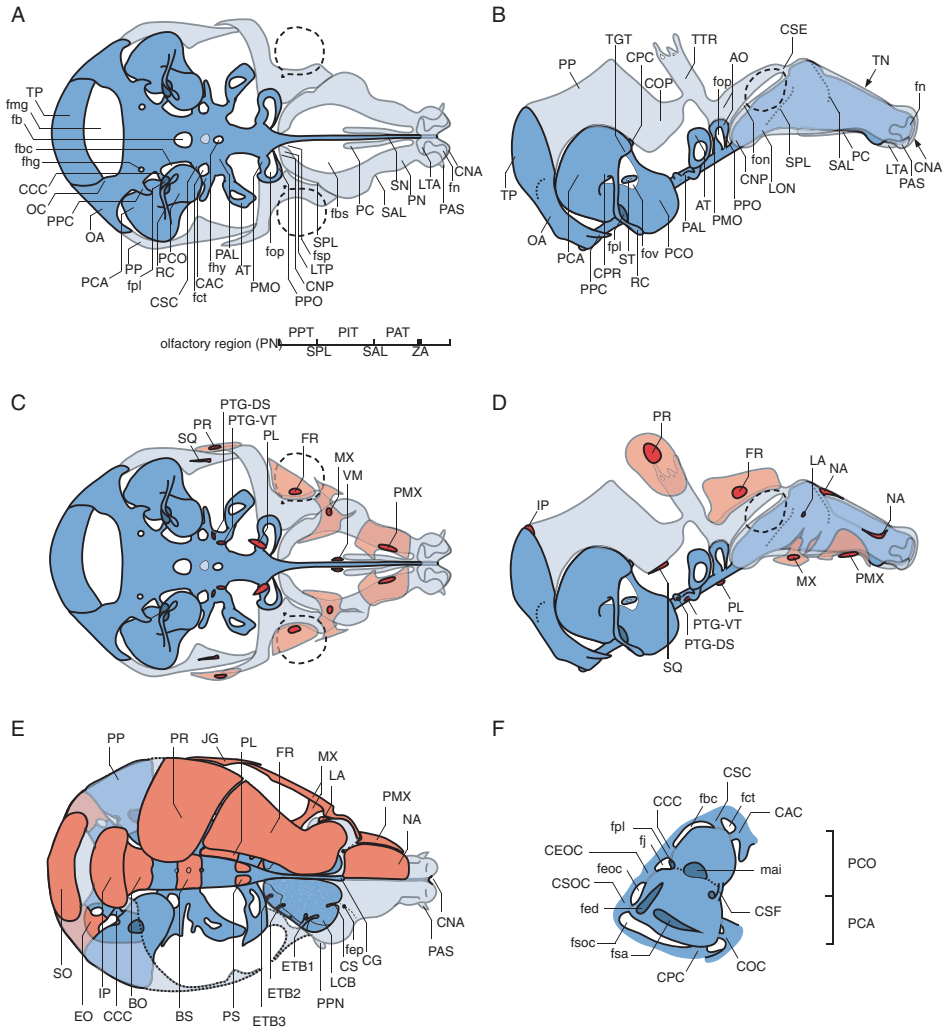 A
TP
fmg
fb
fbc
fhg
CCC
OC
PPC
OA
PCA
PP
fpl
RC
PCO
CSC
CAC
fct
fhy
PAL
AT
PMO
fop
PPO
CNP
LTP
fsp
SPL
fbs
PC
SAL
SN
PN
LTA
fn
CNA
PAS
olfactory region (PN)
PPT PIT PAT
SPL SAL ZA
B
PP
TGT
CPC
COP
TTR
fop
AO
CSE
TN
fn
TP
OA
PCA
PPC
CPR
fpl
ST
RC
fov
PCO
PAL
AT
PMO
PPO
CNP
fon
LON
SPL
SAL
PC
LTA
PAS
CNA
C
PR
SQ
PTG-DS
PTG-VT
PL
FR
MX
VM
PMX
D
IP
PR
FR
LA
NA
NA
MX
PMX
PL
PTG-VT
PTG-DS
SQ
E
PP
PR
JG
PL
FR
MX
LA
PMX
NA
CNA
PAS
SO
EO
IP
CCC
BO
BS
PS
ETB3
ETB2
ETB1
PPN
LCB
CS
fep
CG
F
CSC
fbc
fct
CCC
CAC
fpl
fj
CEOC
feoc
mai
PCO
CSOC
fed
CSF
PCA
fsoc
fsa
CPC
COC